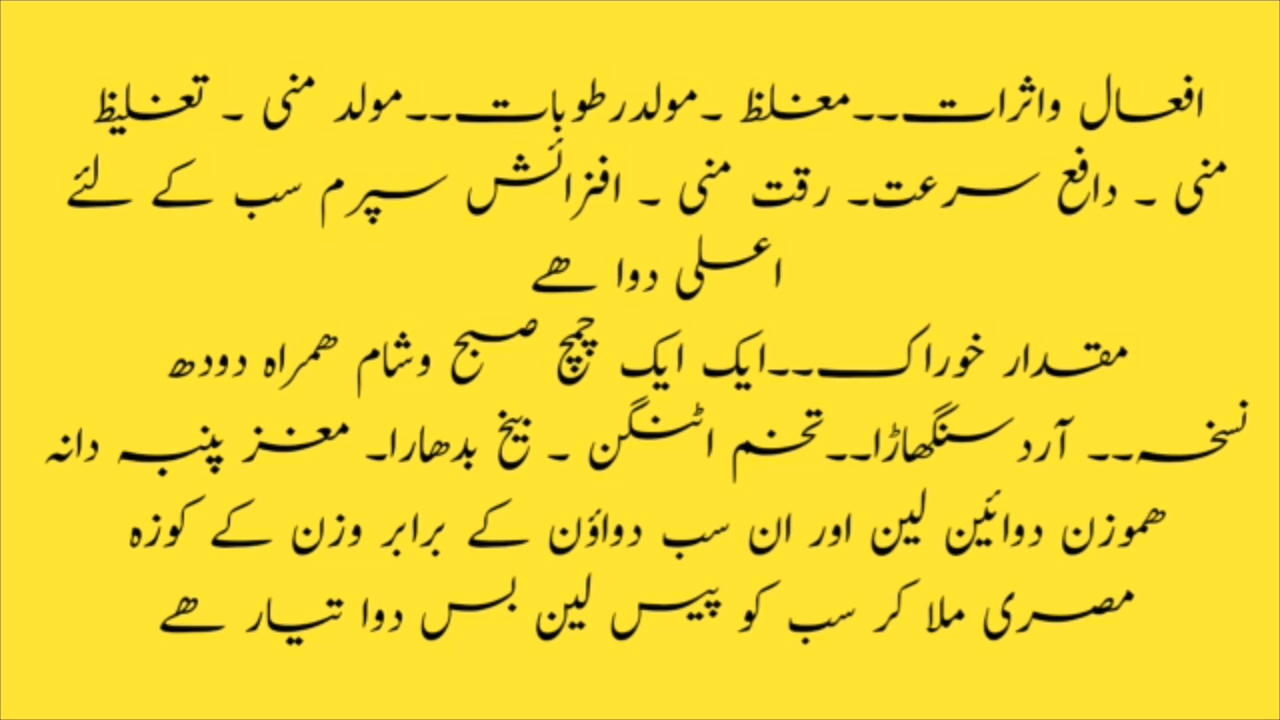 افعال واثرات۔۔۔مغلظ ۔مولدرطوبات۔۔۔مولد منی ۔ تغلیظ
منی ۔ دافع سرعت۔ رقت منی ۔ افزائش سپرم سب کے لئے
اعلی دوا ھے
مقدار خوراک۔۔۔ایک ایک چمچ صبح وشام ھمراہ دودھ
نسخہ۔۔ آرد سنگھاڑا۔۔تخم اٹنگن ۔ بیخ بدھارا۔ مغز پنبہ دانہ
ھموزن دوائین لین اور ان سب دواؤن کے برابر وزن کے کوزہ
مصری ملا کر سب کو پیس لین بس دوا تیار ھے